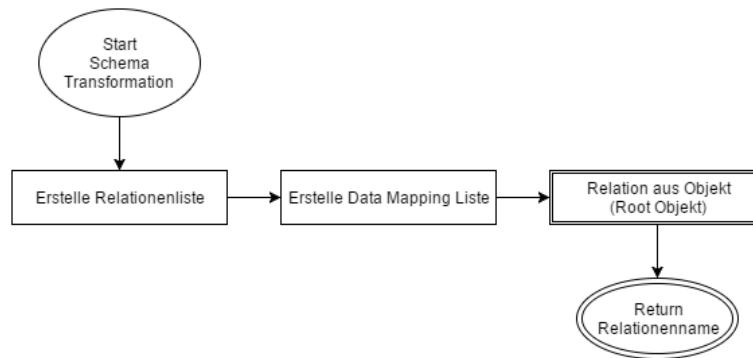 Start
Schema
Transformation
Erstelle Relationenliste
Erstelle Data Mapping Liste
Relation aus Objekt
(Root Objekt)
Return
Relationenname